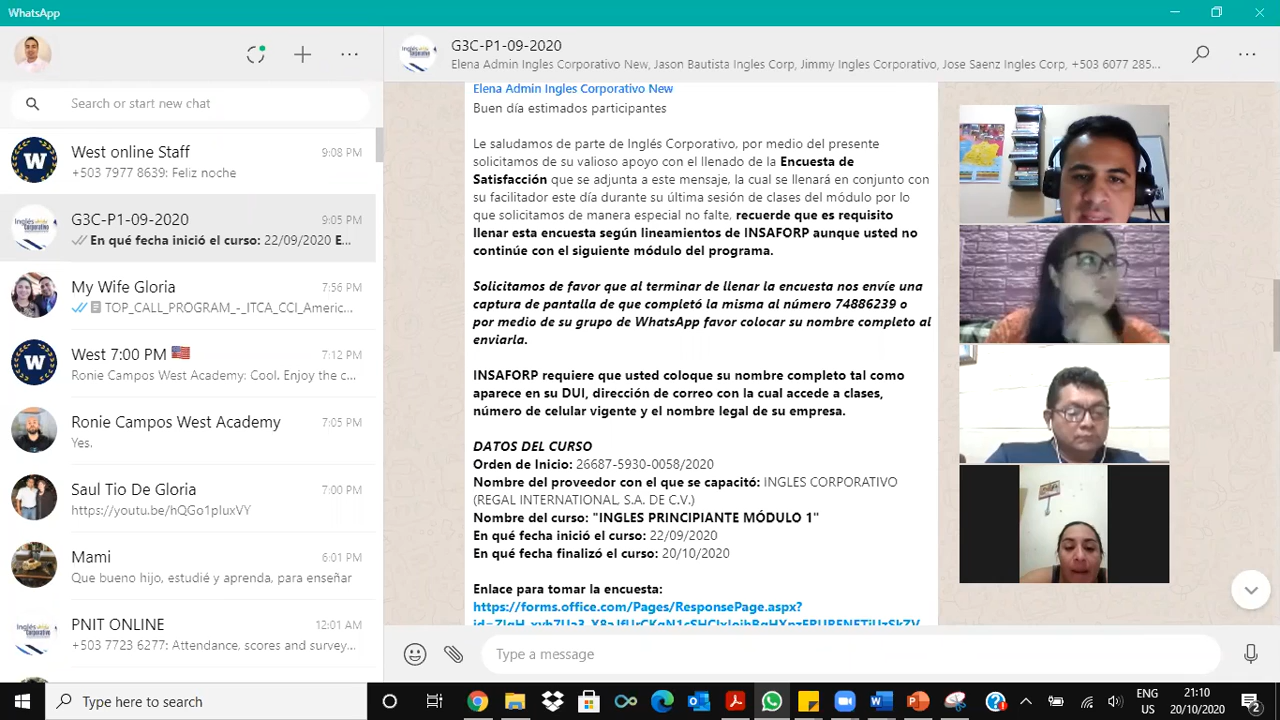 WhatsApp
Search or start new chat
West online Staff
9:08 PM
+503 7977 8639: Feliz noche
G3C-P1-09-2020
9:05 PM
En qué fecha inició el curso: 22/09/2020 E...
My Wife Gloria
7:56 PM
TOP_CALL_PROGRAM_-_ITCA_CCI_Americ...
West 7:00 PM
7:12 PM
Ronie Campos West Academy: Cool. Enjoy the c...
Ronie Campos West Academy
7:05 PM
Yes.
Saul Tio De Gloria
7:00 PM
https://youtu.be/hQGo1pIuxVY
Mami
6:01 PM
Que bueno hijo, estudié y aprenda, para enseñar
PNIT ONLINE
12:01 AM
+503 7723 6277: Attendance, scores and survey...
G3C-P1-09-2020
Elena Admin Ingles Corporativo New, Jason Bautista Ingles Corp, Jimmy Ingles Corporativo, Jose Saenz Ingles Corp, +503 6077 285...
Elena Admin Ingles Corporativo New
Buen día estimados participantes
Le saludamos de parte de Inglés Corporativo, por medio del presente
solicitamos de su valioso apoyo con el llenado de la Encuesta de
Satisfacción que se adjunta a este mensaje, la cual se llenará en conjunto con
su facilitador este día durante su última sesión de clases del módulo por lo
que solicitamos de manera especial no falte, recuerde que es requisito
llenar esta encuesta según lineamientos de INSAFORP aunque usted no
continúe con el siguiente módulo del programa.
Solicitamos de favor que al terminar de llenar la encuesta nos envíe una
captura de pantalla de que completó la misma al número 74886239 o
por medio de su grupo de WhatsApp favor colocar su nombre completo al
enviarla.
INSAFORP requiere que usted coloque su nombre completo tal como
aparece en su DUI, dirección de correo con la cual accede a clases,
número de celular vigente y el nombre legal de su empresa.
DATOS DEL CURSO
Orden de Inicio: 26687-5930-0058/2020
Nombre del proveedor con el que se capacitó: INGLES CORPORATIVO
(REGAL INTERNATIONAL, S.A. DE C.V.)
Nombre del curso: "INGLES PRINCIPIANTE MÓDULO 1"
En qué fecha inició el curso: 22/09/2020
En qué fecha finalizó el curso: 20/10/2020
Enlace para tomar la encuesta:
https://forms.office.com/Pages/ResponsePage.aspx?
Type a message
Type here to search
ENG
US
21:10
20/10/2020
2